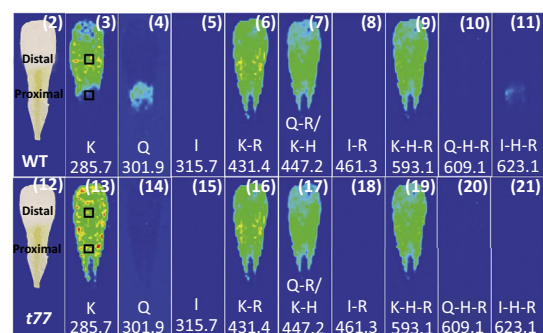 (2) (3) (4) (5) (6) (7) (8) (9) (10) (11)
Distal
Proximal
Q-R/
K Q I K-R K-H I-R K-H-R Q-H-R I-H-R
WT 285.7 301.9 315.7 431.4 447.2 461.3 593.1 609.1 623.1
(12) (13) (14) (15) (16) (17) (18) (19) (20) (21)
Distal
Proximal
Q-R/
K Q I K-R K-H I-R K-H-R Q-H-R I-H-R
t77 285.7 301.9 315.7 431.4 447.2 461.3 593.1 609.1 623.1